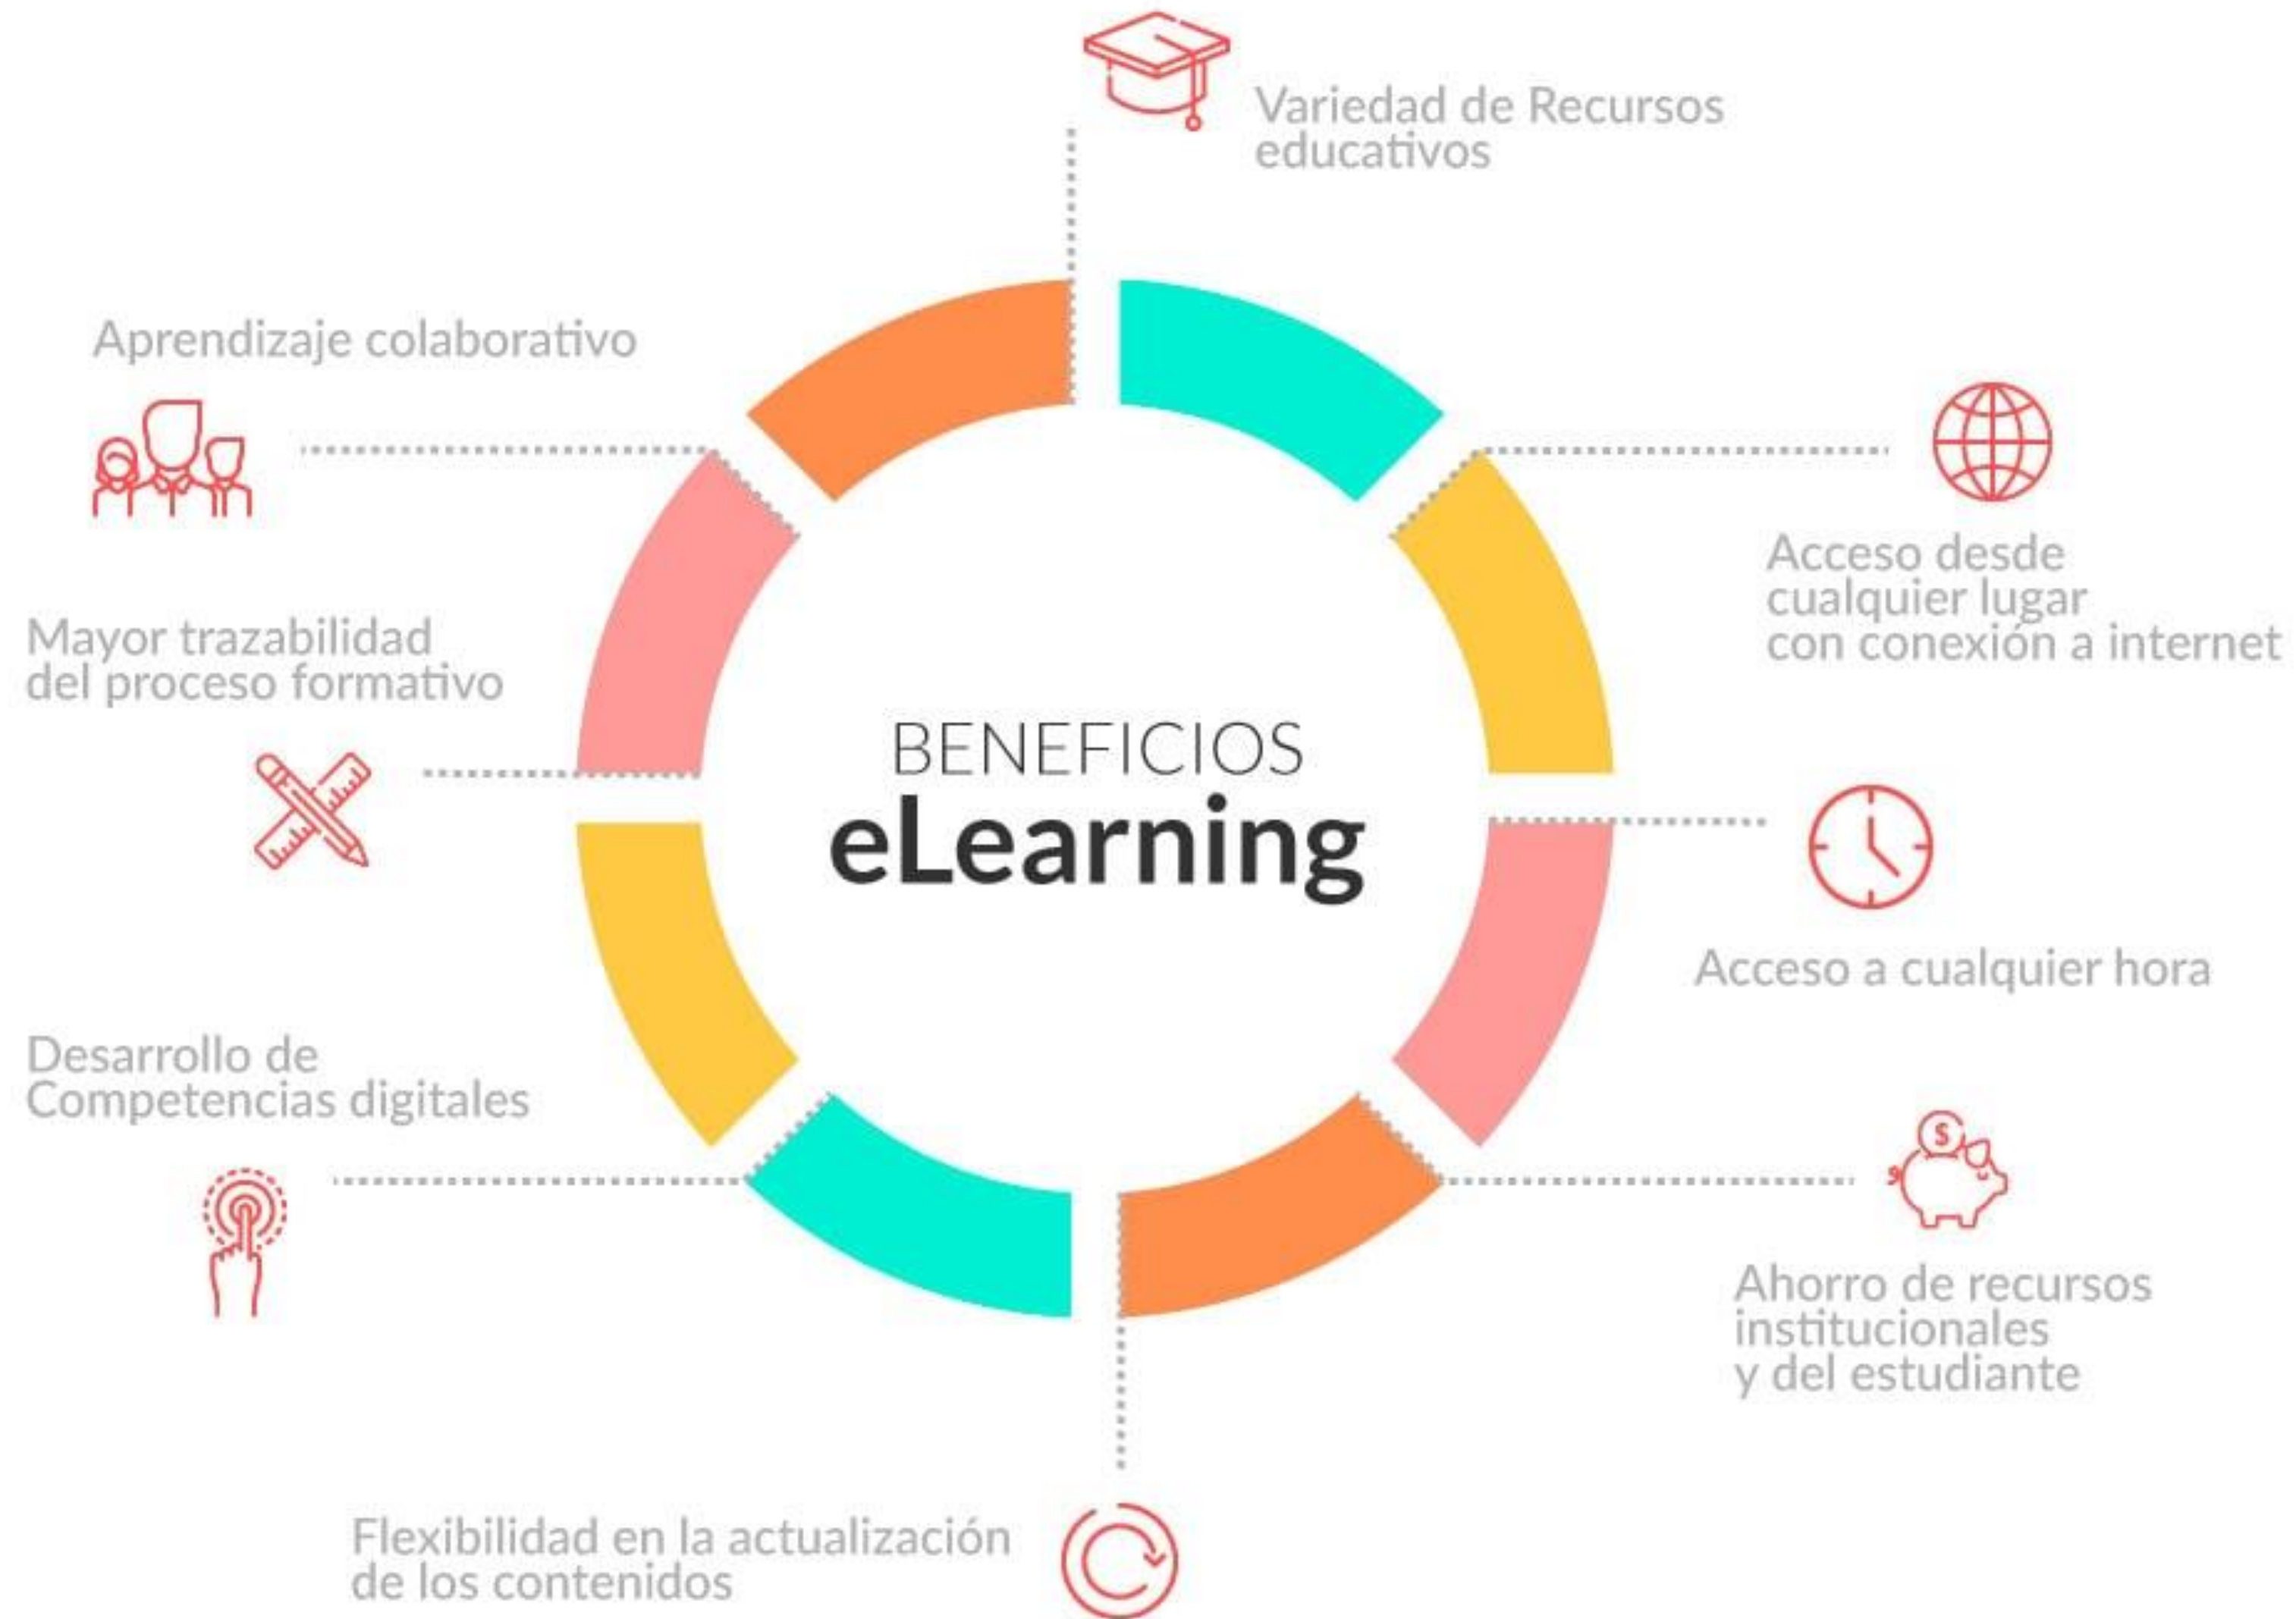 Variedad de Recursos
educativos
Aprendizaje colaborativo
Acceso desde
cualquier lugar
con conexión a internet
Mayor trazabilidad
del proceso formativo
BENEFICIOS
eLearning
Acceso a cualquier hora
Desarrollo de
Competencias digitales
$
Ahorro de recursos
institucionales
y del estudiante
Flexibilidad en la actualización
de los contenidos